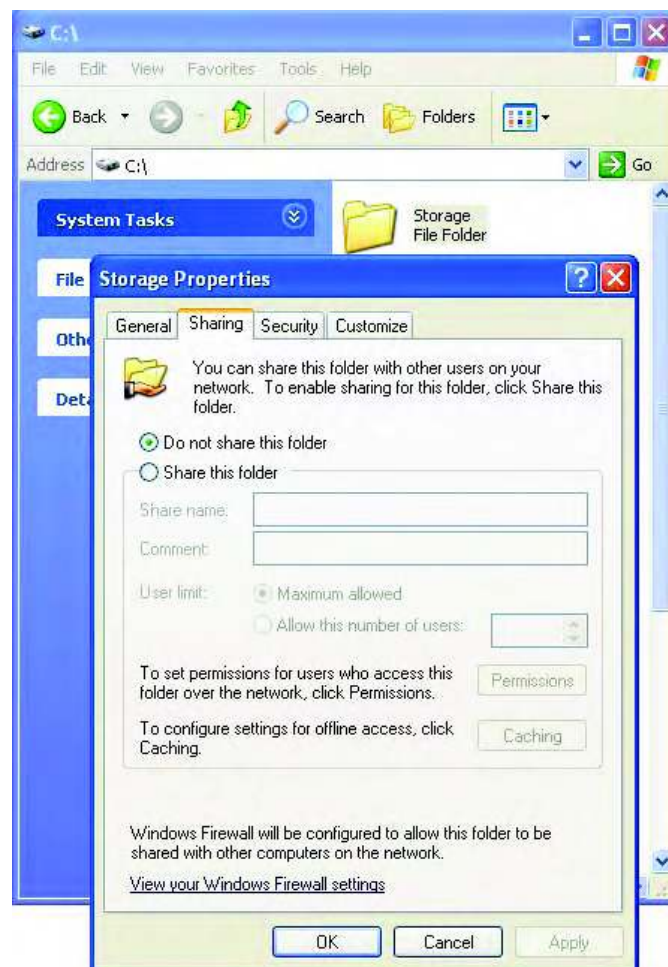 C:\
File Edit View Favorites Tools Help
Back Search Folders
Address C:\ Go
System Tasks
Storage
File Folder
File
Storage Properties
Othe
Deta
General Sharing Security Customize
You can share this folder with other users on your
network. To enable sharing for this folder, click Share this
folder.
Do not share this folder
Share this folder
Share name:
Comment:
User limit: Maximum allowed
Allow this number of users:
To set permissions for users who access this
folder over the network, click Permissions.
Permissions
To configure settings for offline access, click
Caching.
Caching
Windows Firewall will be configured to allow this folder to be
shared with other computers on the network.
View your Windows Firewall settings
OK Cancel Apply